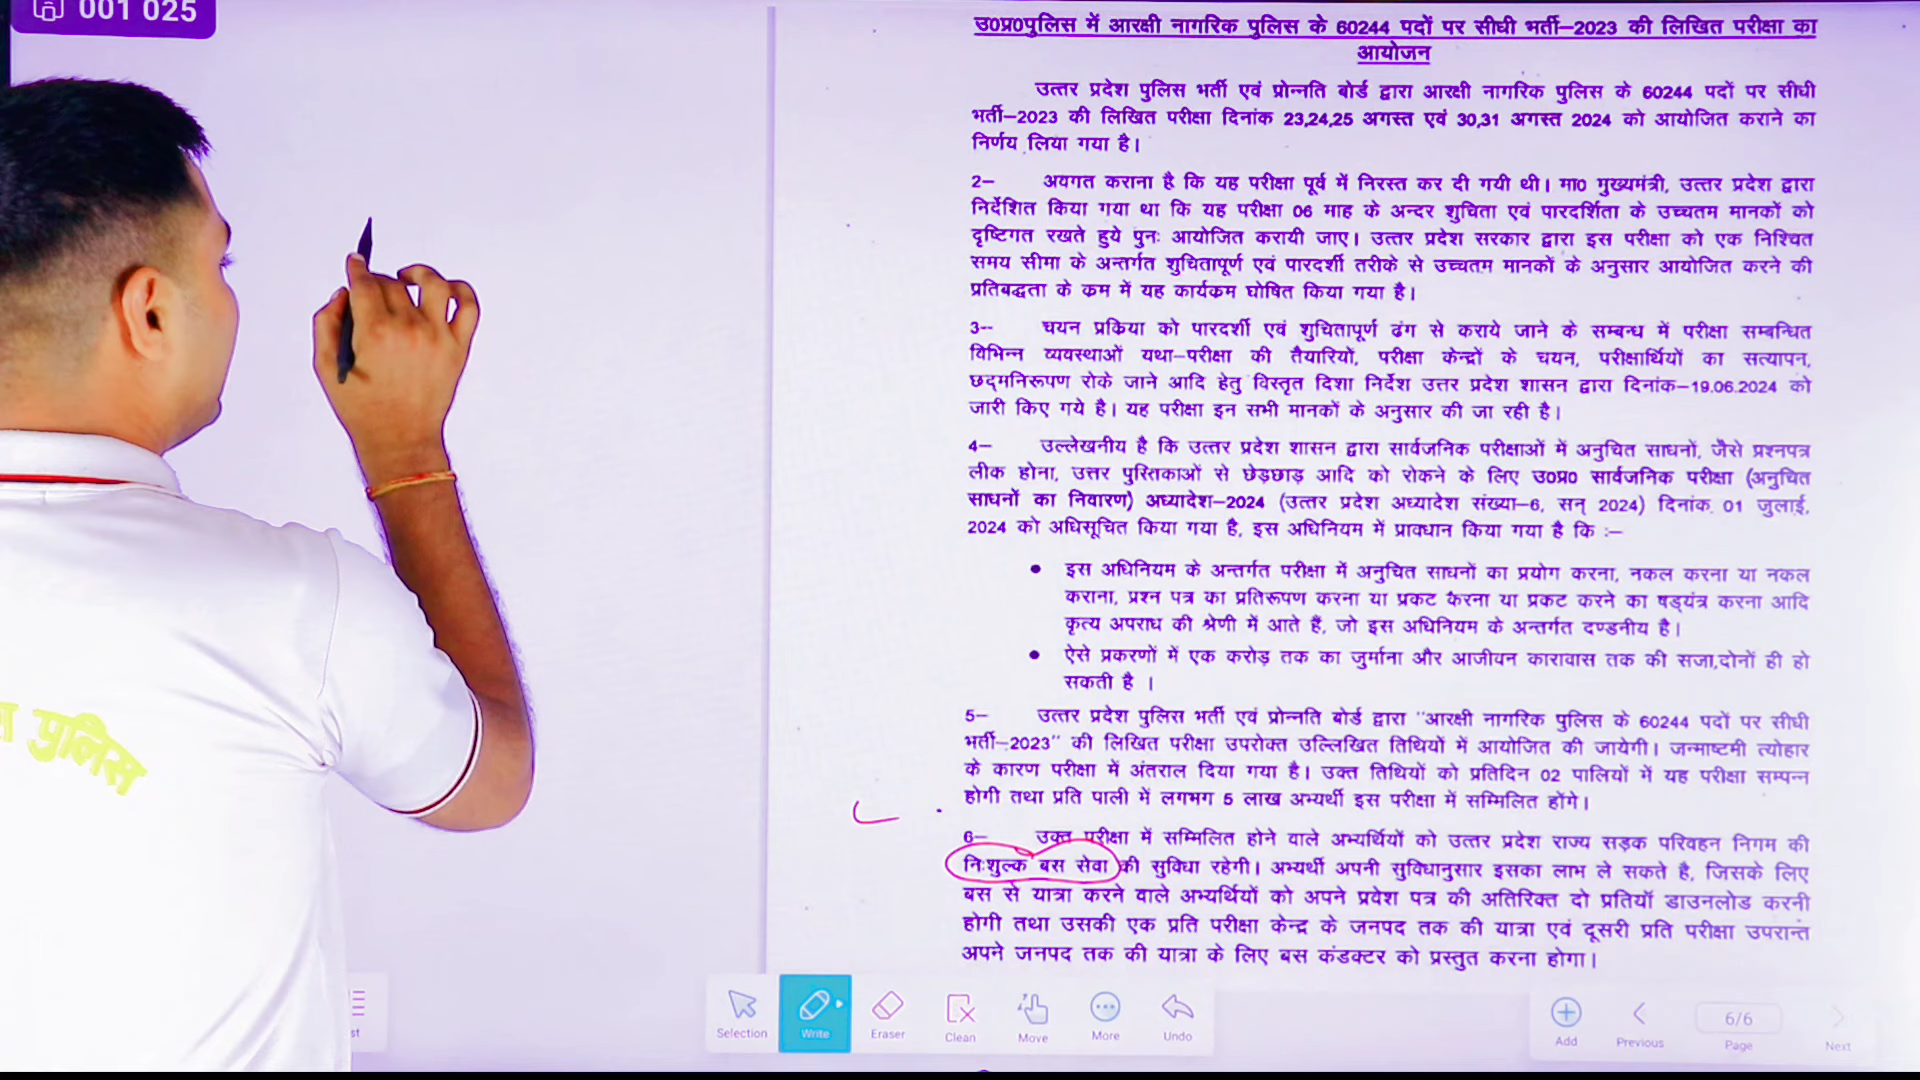 001 025
उ0प्र0पुलिस में आरक्षी नागरिक पुलिस के 60244 पदों पर सीधी भर्ती–2023 की लिखित परीक्षा का
आयोजन
उत्तर प्रदेश पुलिस भर्ती एवं प्रोन्नति बोर्ड द्वारा आरक्षी नागरिक पुलिस के 60244 पदों पर सीधी
भर्ती–2023 की लिखित परीक्षा दिनांक 23,24,25 अगस्त एवं 30,31 अगस्त 2024 को आयोजित कराने का
निर्णय लिया गया है।
2– अवगत कराना है कि यह परीक्षा पूर्व में निरस्त कर दी गयी थी। मा0 मुख्यमंत्री, उत्तर प्रदेश द्वारा
निर्देशित किया गया था कि यह परीक्षा 06 माह के अन्दर शुचिता एवं पारदर्शिता के उच्चतम मानकों को
दृष्टिगत रखते हुये पुनः आयोजित करायी जाए। उत्तर प्रदेश सरकार द्वारा इस परीक्षा को एक निश्चित
समय सीमा के अन्तर्गत शुचितापूर्ण एवं पारदर्शी तरीके से उच्चतम मानकों के अनुसार आयोजित करने की
प्रतिबद्धता के कम में यह कार्यकम घोषित किया गया है।
3-- चयन प्रकिया को पारदर्शी एवं शुचितापूर्ण ढंग से कराये जाने के सम्बन्ध में परीक्षा सम्बन्धित
विभिन्न व्यवस्थाओं यथा–परीक्षा की तैयारियों, परीक्षा केन्द्रों के चयन, परीक्षार्थियों का सत्यापन,
छद्मनिरूपण रोके जाने आदि हेतु विस्तृत दिशा निर्देश उत्तर प्रदेश शासन द्वारा दिनांक–19.06.2024 को
जारी किए गये है। यह परीक्षा इन सभी मानकों के अनुसार की जा रही है।
4– उल्लेखनीय है कि उत्तर प्रदेश शासन द्वारा सार्वजनिक परीक्षाओं में अनुचित साधनों, जैसे प्रश्नपत्र
लीक होना, उत्तर पुस्तिकाओं से छेड़छाड़ आदि को रोकने के लिए उ0प्र0 सार्वजनिक परीक्षा (अनुचित
साधनों का निवारण) अध्यादेश–2024 (उत्तर प्रदेश अध्यादेश संख्या–6, सन् 2024) दिनांक 01 जुलाई,
2024 को अधिसूचित किया गया है, इस अधिनियम में प्रावधान किया गया है कि :–
• इस अधिनियम के अन्तर्गत परीक्षा में अनुचित साधनों का प्रयोग करना, नकल करना या नकल
कराना, प्रश्न पत्र का प्रतिरूपण करना या प्रकट करना या प्रकट करने का षड्यंत्र करना आदि
कृत्य अपराध की श्रेणी में आते हैं, जो इस अधिनियम के अन्तर्गत दण्डनीय है।
• ऐसे प्रकरणों में एक करोड़ तक का जुर्माना और आजीवन कारावास तक की सजा,दोनों ही हो
सकती है ।
5– उत्तर प्रदेश पुलिस भर्ती एवं प्रोन्नति बोर्ड द्वारा "आरक्षी नागरिक पुलिस के 60244 पदों पर सीधी
भर्ती–2023" की लिखित परीक्षा उपरोक्त उल्लिखित तिथियों में आयोजित की जायेगी। जन्माष्टमी त्योहार
के कारण परीक्षा में अंतराल दिया गया है। उक्त तिथियों को प्रतिदिन 02 पालियों में यह परीक्षा सम्पन्न
होगी तथा प्रति पाली में लगभग 5 लाख अभ्यर्थी इस परीक्षा में सम्मिलित होंगे।
6– उक्त परीक्षा में सम्मिलित होने वाले अभ्यर्थियों को उत्तर प्रदेश राज्य सड़क परिवहन निगम की
निःशुल्क बस सेवा की सुविधा रहेगी। अभ्यर्थी अपनी सुविधानुसार इसका लाभ ले सकते है, जिसके लिए
बस से यात्रा करने वाले अभ्यर्थियों को अपने प्रवेश पत्र की अतिरिक्त दो प्रतियॉ डाउनलोड करनी
होगी तथा उसकी एक प्रति परीक्षा केन्द्र के जनपद तक की यात्रा एवं दूसरी प्रति परीक्षा उपरान्त
अपने जनपद तक की यात्रा के लिए बस कंडक्टर को प्रस्तुत करना होगा।
पुलिस
Selection Write Eraser Clean Move More Undo
Add Previous 6/6 Page Next